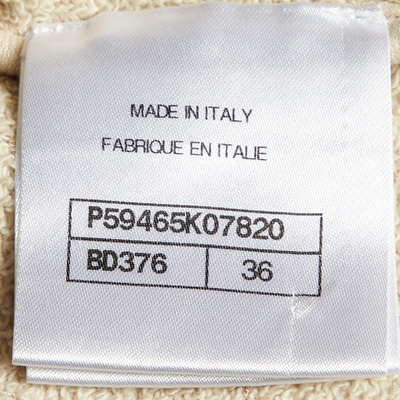 MADE IN ITALY
FABRIQUE EN ITALIE
P59465K07820
BD376 36